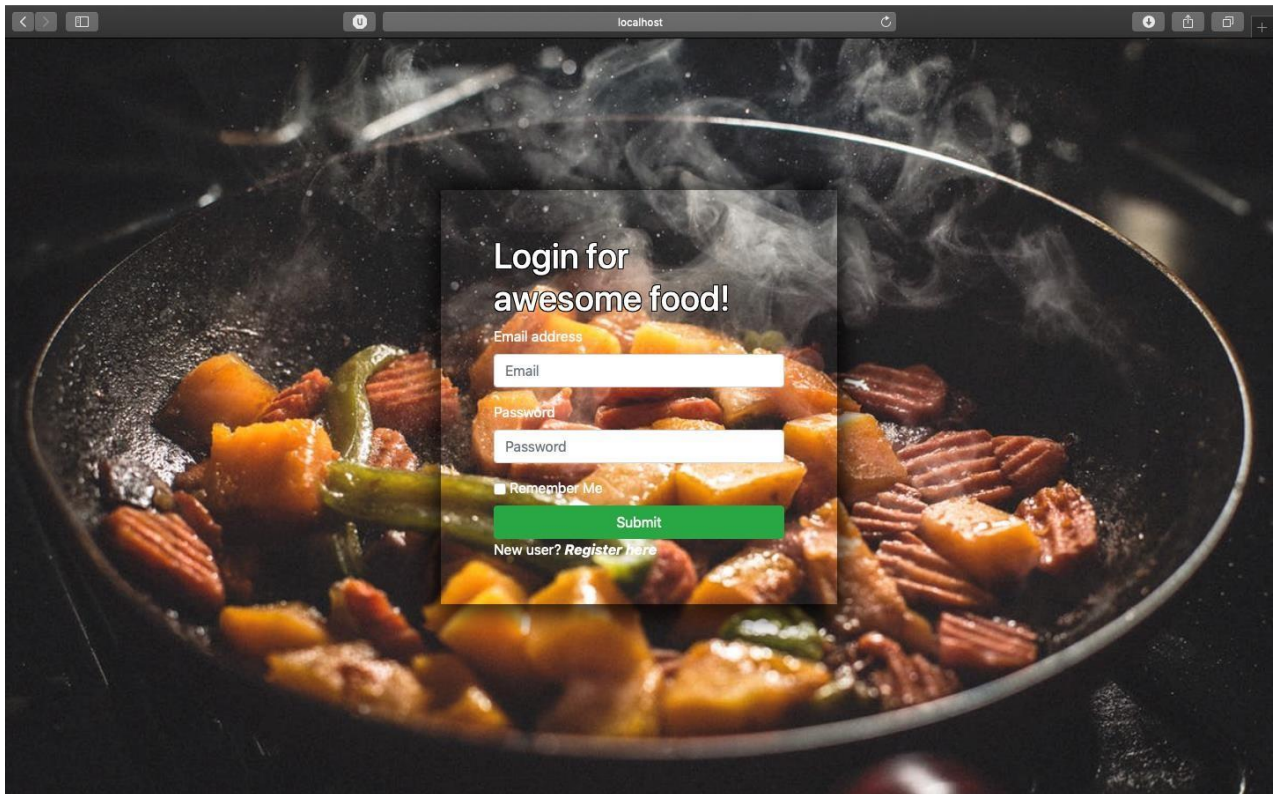 U
localhost
Login for
awesome food!
Email address
Email
Password
Password
Remember Me
Submit
New user? Register here